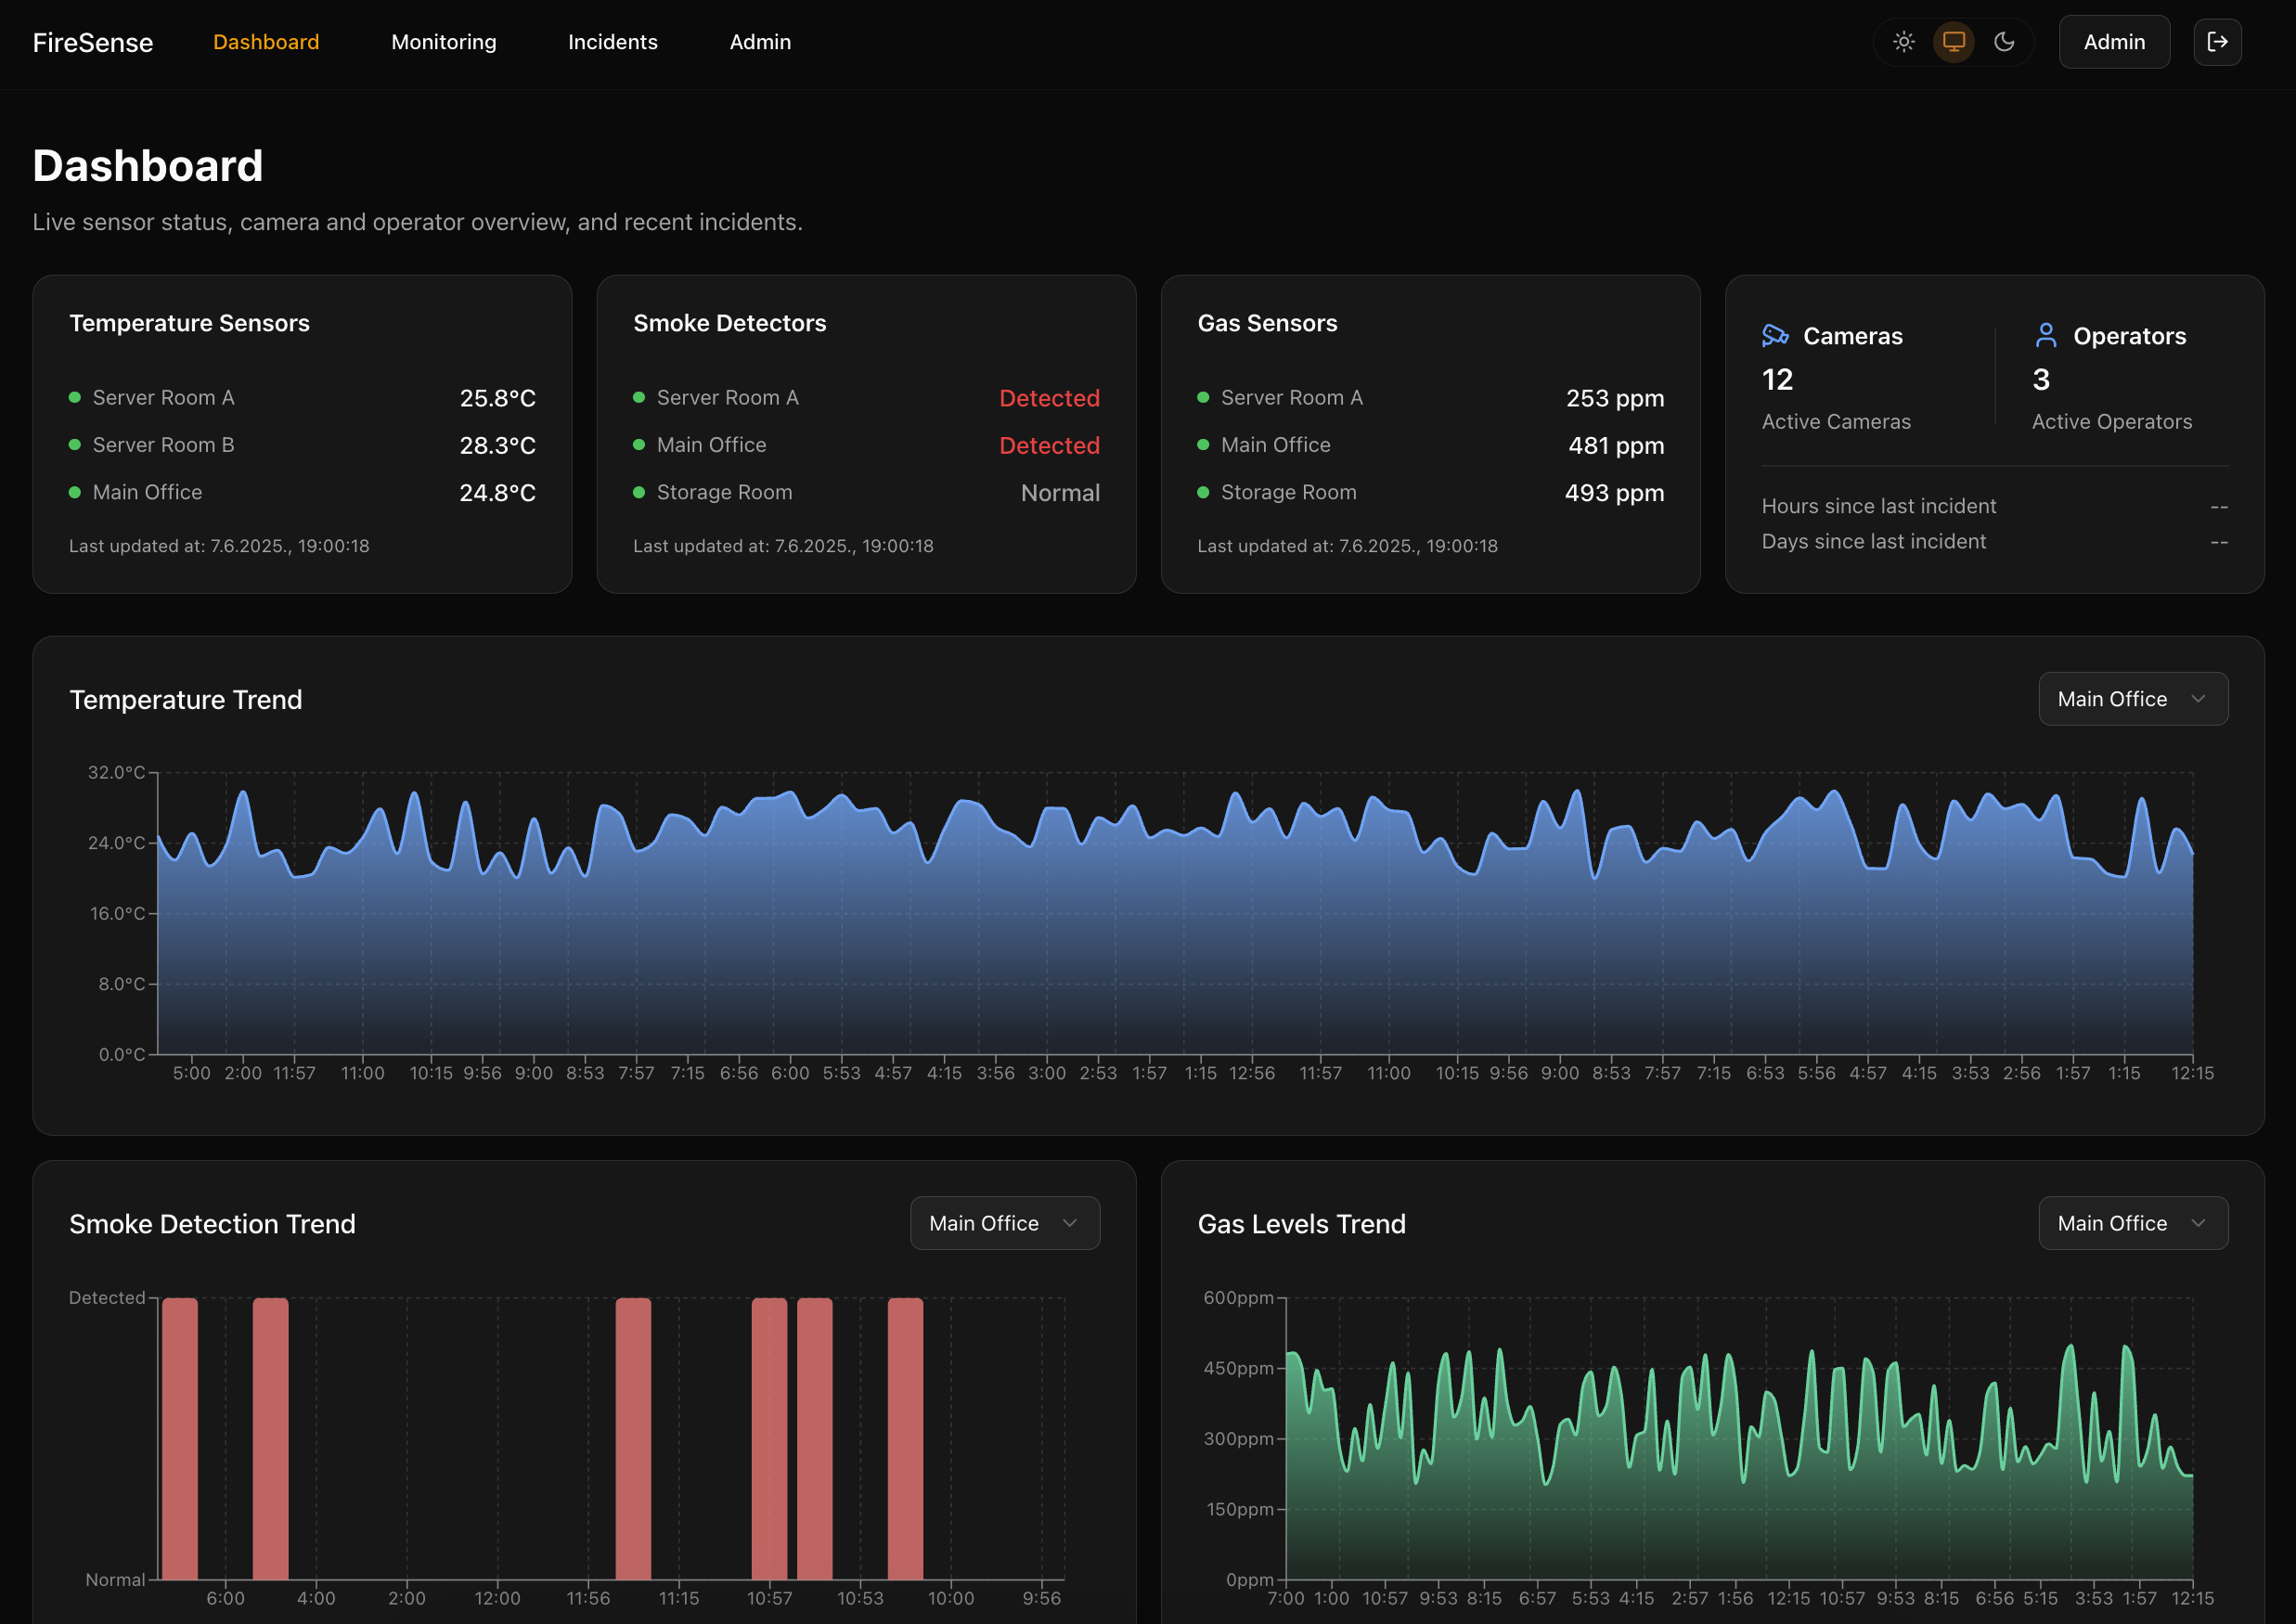 FireSense Dashboard Monitoring Incidents Admin Admin
Dashboard
Live sensor status, camera and operator overview, and recent incidents.
Temperature Sensors
Server Room A 25.8°C
Server Room B 28.3°C
Main Office 24.8°C
Last updated at: 7.6.2025., 19:00:18
Smoke Detectors
Server Room A Detected
Main Office Detected
Storage Room Normal
Last updated at: 7.6.2025., 19:00:18
Gas Sensors
Server Room A 253 ppm
Main Office 481 ppm
Storage Room 493 ppm
Last updated at: 7.6.2025., 19:00:18
Cameras
12
Active Cameras
Operators
3
Active Operators
Hours since last incident --
Days since last incident --
Temperature Trend Main Office
32.0°C
24.0°C
16.0°C
8.0°C
0.0°C
5:00 2:00 11:57 11:00 10:15 9:56 9:00 8:53 7:57 7:15 6:56 6:00 5:53 4:57 4:15 3:56 3:00 2:53 1:57 1:15 12:56 11:57 11:00 10:15 9:56 9:00 8:53 7:57 7:15 6:53 5:56 4:57 4:15 3:53 2:56 1:57 1:15 12:15
Smoke Detection Trend Main Office
Detected
Normal
6:00 4:00 2:00 12:00 11:56 11:15 10:57 10:53 10:00 9:56
Gas Levels Trend Main Office
600ppm
450ppm
300ppm
150ppm
0ppm
7:00 1:00 10:57 9:53 8:15 6:57 5:53 4:15 2:57 1:56 12:15 10:57 9:53 8:15 6:56 5:15 3:53 1:57 12:15